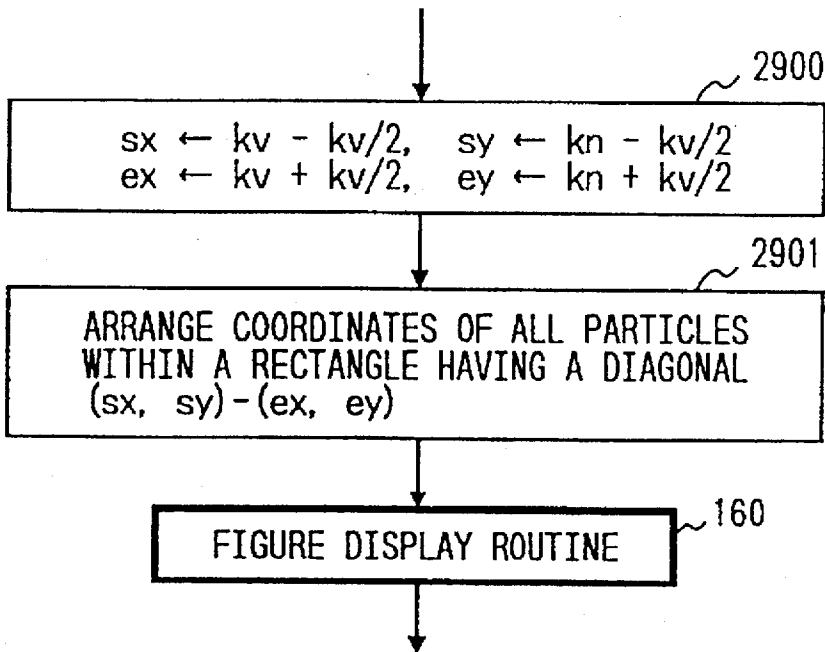 2900
sx ← kv - kv/2, sy ← kn - kv/2
ex ← kv + kv/2, ey ← kn + kv/2
2901
ARRANGE COORDINATES OF ALL PARTICLES
WITHIN A RECTANGLE HAVING A DIAGONAL
(sx, sy)-(ex, ey)
160
FIGURE DISPLAY ROUTINE